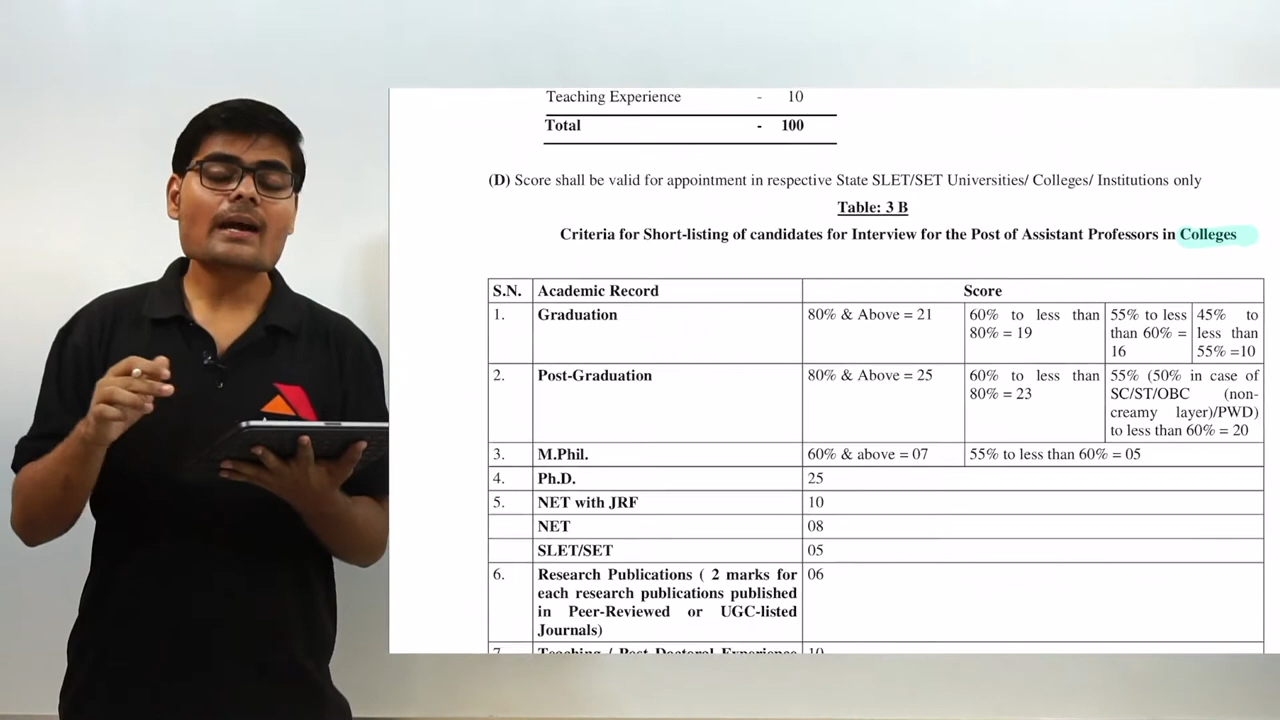 Teaching Experience - 10
Total - 100
(D) Score shall be valid for appointment in respective State SLET/SET Universities/ Colleges/ Institutions only
Table: 3 B
Criteria for Short-listing of candidates for Interview for the Post of Assistant Professors in Colleges
S.N. Academic Record Score
1. Graduation 80% & Above = 21 60% to less than 80% = 19 55% to less than 60% = 16 45% to less than 55% =10
2. Post-Graduation 80% & Above = 25 60% to less than 80% = 23 55% (50% in case of SC/ST/OBC (non-creamy layer)/PWD) to less than 60% = 20
3. M.Phil. 60% & above = 07 55% to less than 60% = 05
4. Ph.D. 25
5. NET with JRF 10
NET 08
SLET/SET 05
6. Research Publications ( 2 marks for 06
each research publications published
in Peer-Reviewed or UGC-listed
Journals)
7. Teaching / Post Doctoral Experience 10